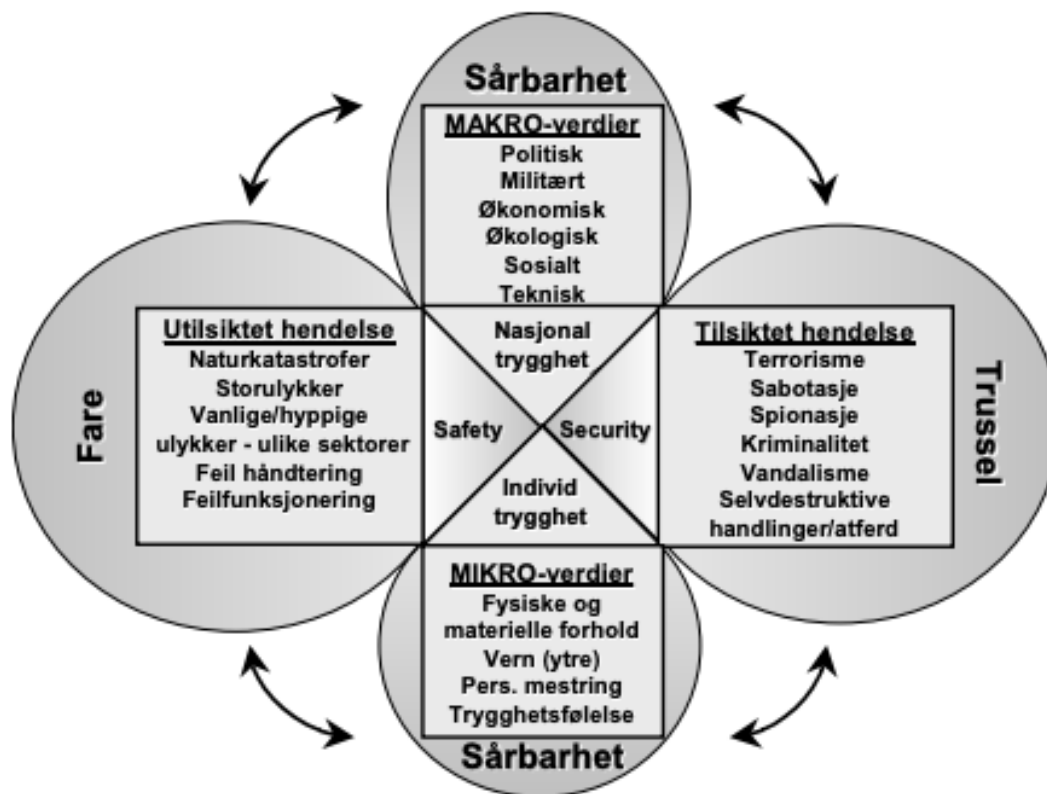 Sårbarhet
MAKRO-verdier
Politisk
Militært
Økonomisk
Økologisk
Sosialt
Teknisk
Fare
Utilsiktet hendelse
Naturkatastrofer
Storulykker
Vanlige/hyppige
ulykker - ulike sektorer
Feil håndtering
Feilfunksjonering
Nasjonal
trygghet
Safety
Security
Individ
trygghet
Tilsiktet hendelse
Terrorisme
Sabotasje
Spionasje
Kriminalitet
Vandalisme
Selvdestruktive
handlinger/atferd
Trussel
MIKRO-verdier
Fysiske og
materielle forhold
Vern (ytre)
Pers. mestring
Trygghetsfølelse
Sårbarhet